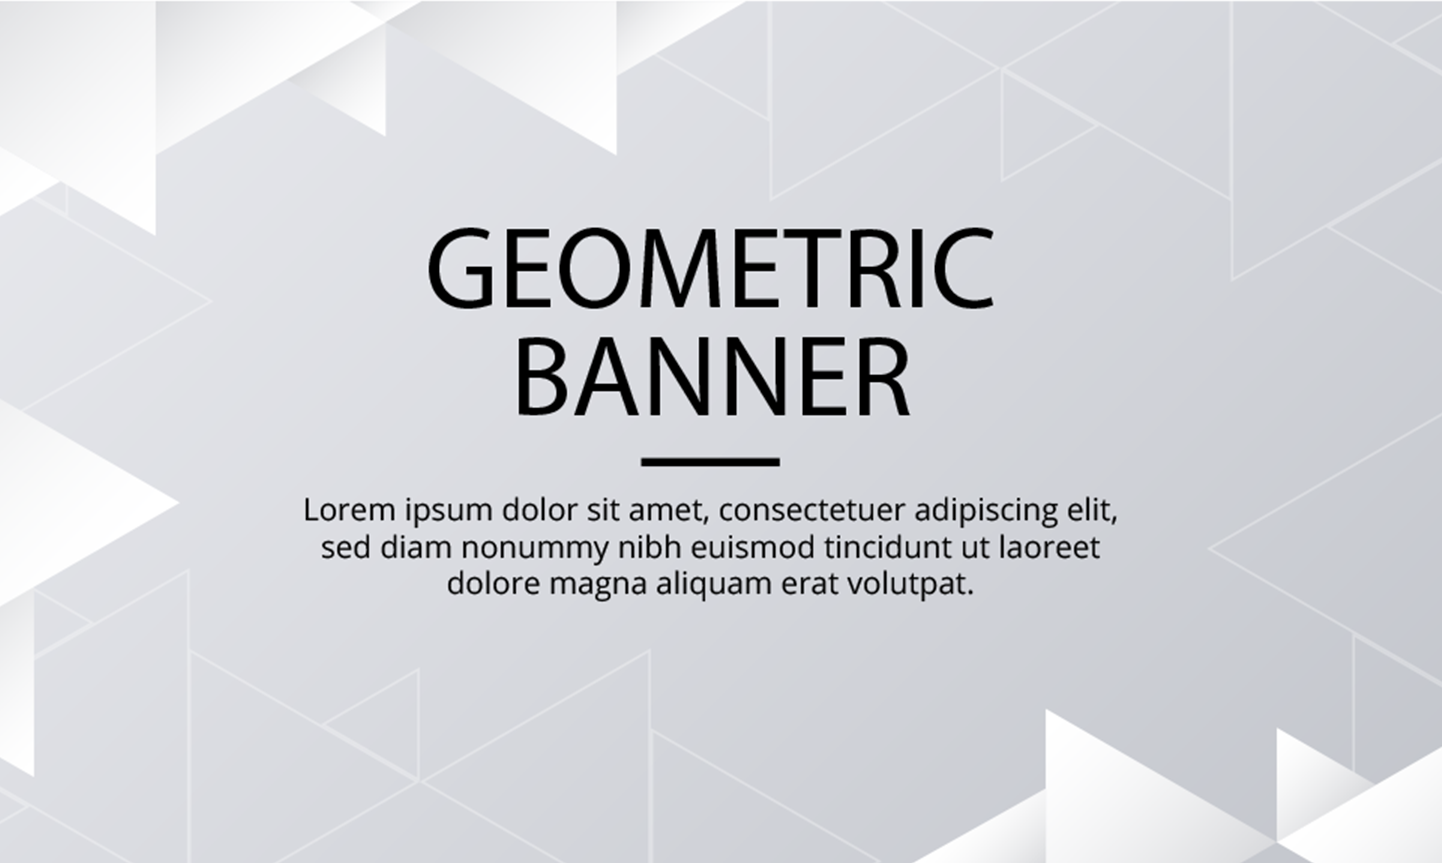 GEOMETRIC
BANNER
Lorem ipsum dolor sit amet, consectetuer adipiscing elit,
sed diam nonummy nibh euismod tincidunt ut laoreet
dolore magna aliquam erat volutpat.